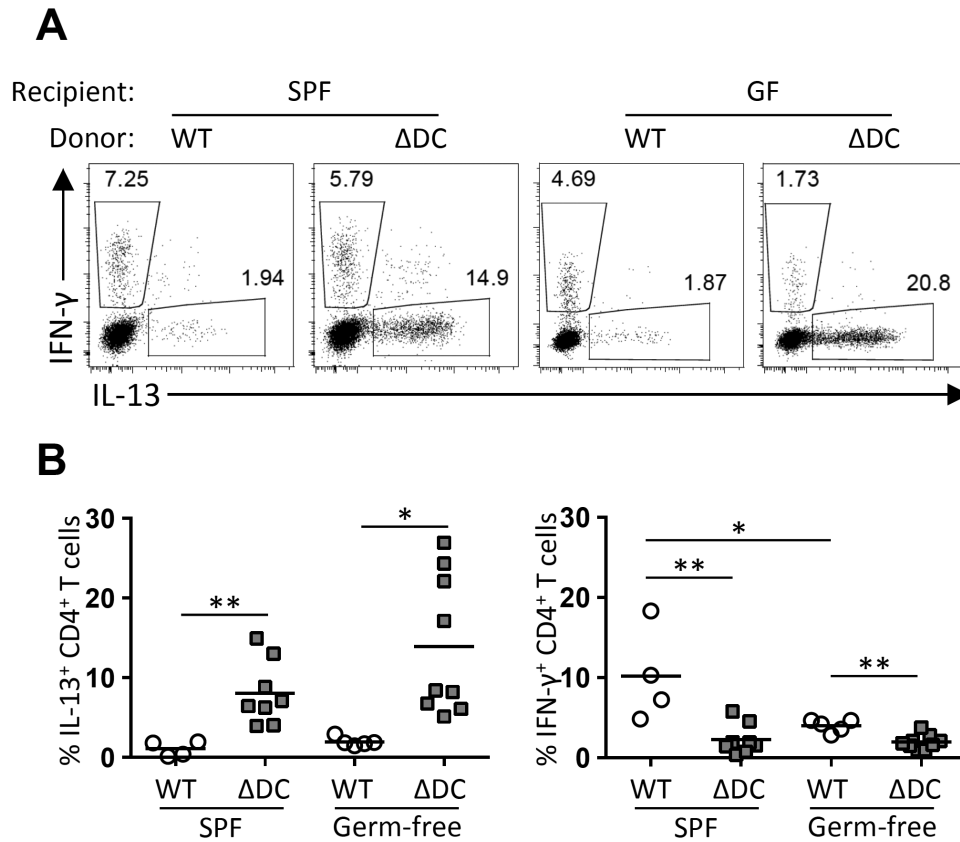 A
Recipient: SPF GF
Donor: WT ΔDC WT ΔDC
7.25 5.79 4.69 1.73
1.94 14.9 1.87 20.8
IFN-γ
IL-13
B
% IL-13⁺ CD4⁺ T cells
30
20
10
0
**
*
WT ΔDC WT ΔDC
SPF Germ-free
% IFN-γ⁺ CD4⁺ T cells
30
20
10
0
*
**
**
WT ΔDC WT ΔDC
SPF Germ-free